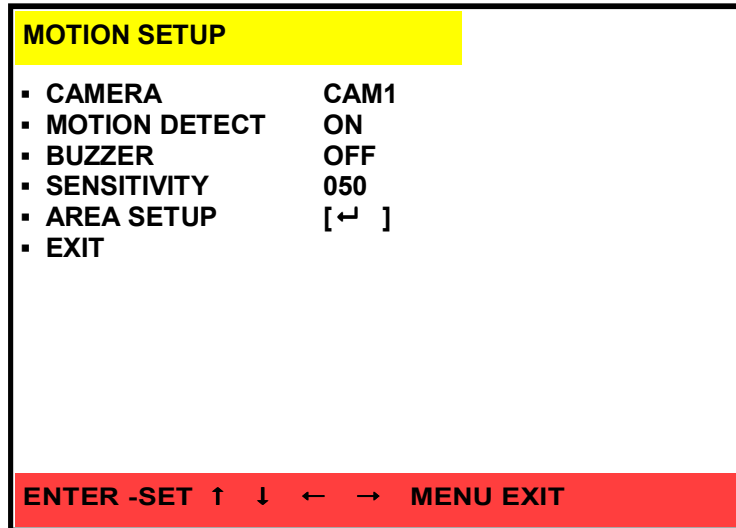 MOTION SETUP
▪ CAMERA CAM1
▪ MOTION DETECT ON
▪ BUZZER OFF
▪ SENSITIVITY 050
▪ AREA SETUP [↵ ]
▪ EXIT
ENTER -SET ↑ ↓ ← → MENU EXIT